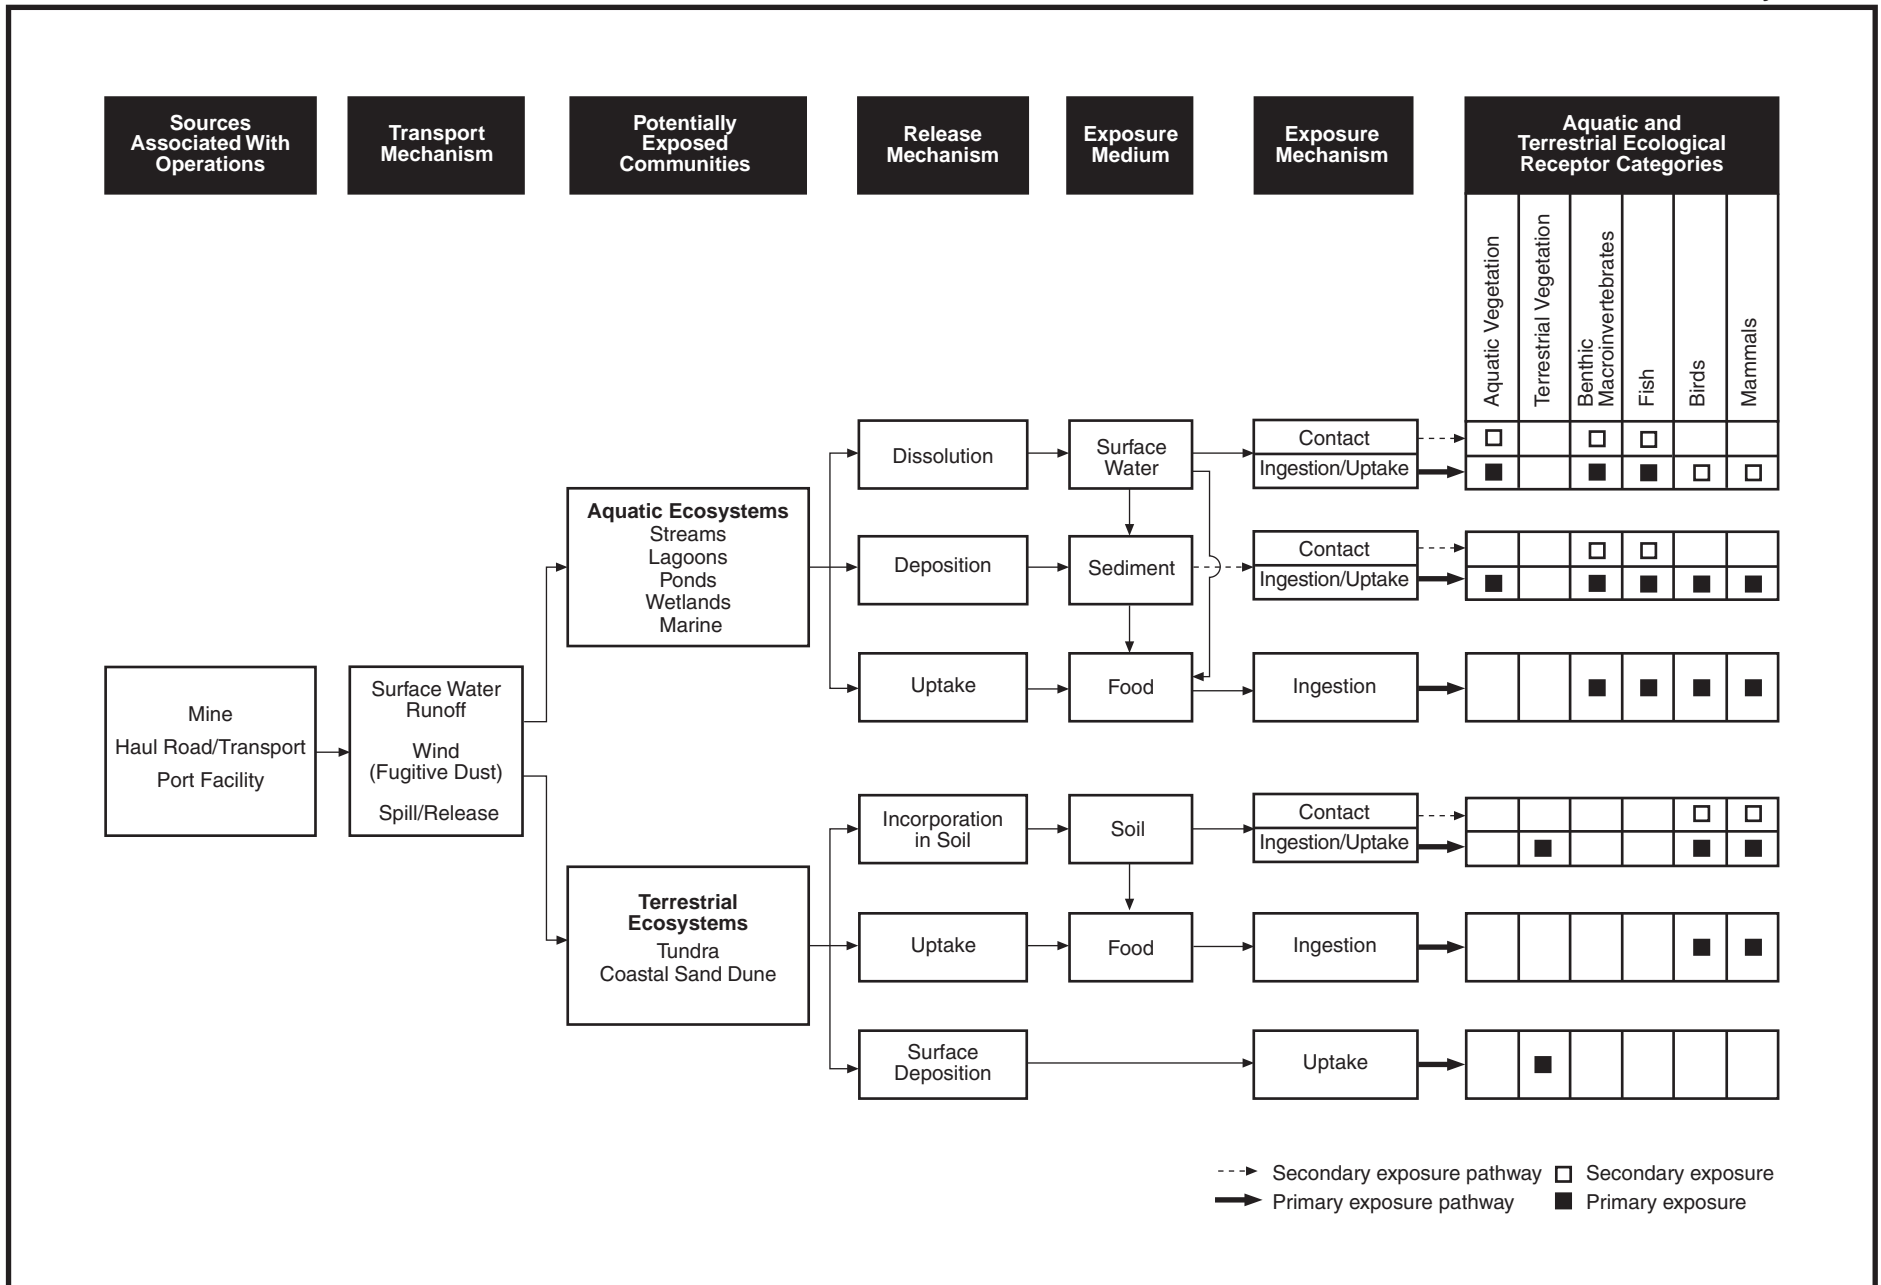 Sources
Associated With
Operations
Transport
Mechanism
Potentially
Exposed
Communities
Release
Mechanism
Exposure
Medium
Exposure
Mechanism
Aquatic and
Terrestrial Ecological
Receptor Categories
Aquatic Vegetation
Terrestrial Vegetation
Benthic
Macroinvertebrates
Fish
Birds
Mammals
Mine
Haul Road/Transport
Port Facility
Surface Water
Runoff
Wind
(Fugitive Dust)
Spill/Release
Aquatic Ecosystems
Streams
Lagoons
Ponds
Wetlands
Marine
Dissolution
Surface
Water
Contact
Ingestion/Uptake
Deposition
Sediment
Contact
Ingestion/Uptake
Uptake
Food
Ingestion
Terrestrial
Ecosystems
Tundra
Coastal Sand Dune
Incorporation
in Soil
Soil
Contact
Ingestion/Uptake
Uptake
Food
Ingestion
Surface
Deposition
Uptake
Secondary exposure pathway
Secondary exposure
Primary exposure pathway
Primary exposure